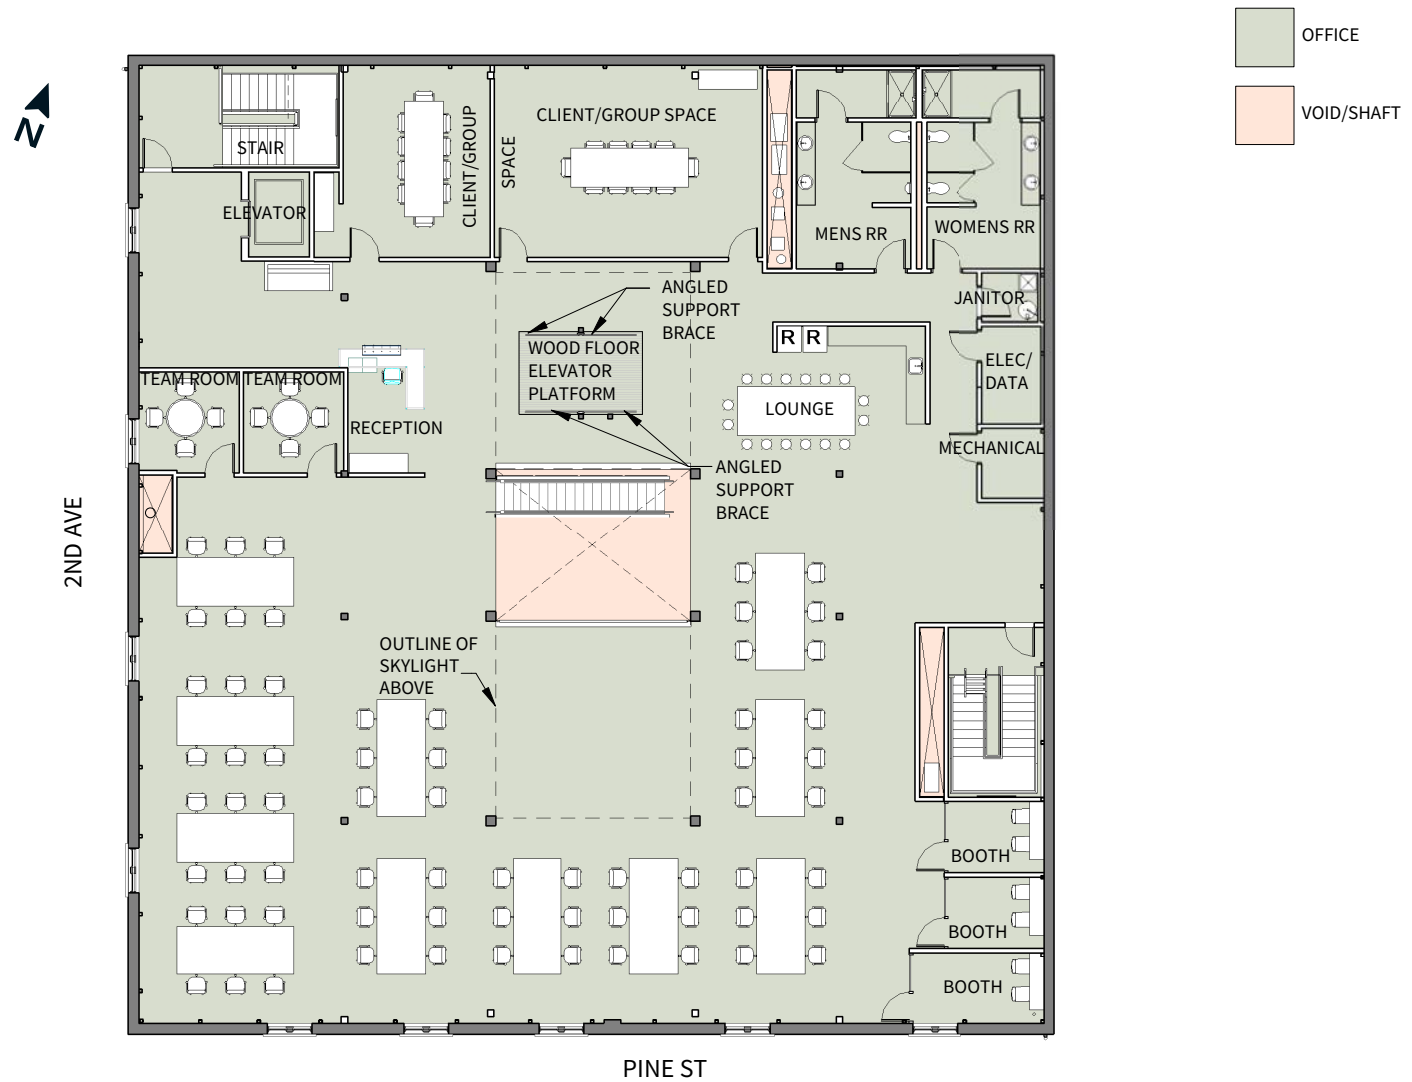 OFFICE
VOID/SHAFT
N
STAIR
ELEVATOR
CLIENT/GROUP
SPACE
CLIENT/GROUP SPACE
MENS RR
WOMENS RR
JANITOR
ELEC/
DATA
MECHANICAL
ANGLED
SUPPORT
BRACE
WOOD FLOOR
ELEVATOR
PLATFORM
R R
LOUNGE
TEAM ROOM
TEAM ROOM
RECEPTION
ANGLED
SUPPORT
BRACE
2ND AVE
OUTLINE OF
SKYLIGHT
ABOVE
BOOTH
BOOTH
BOOTH
PINE ST